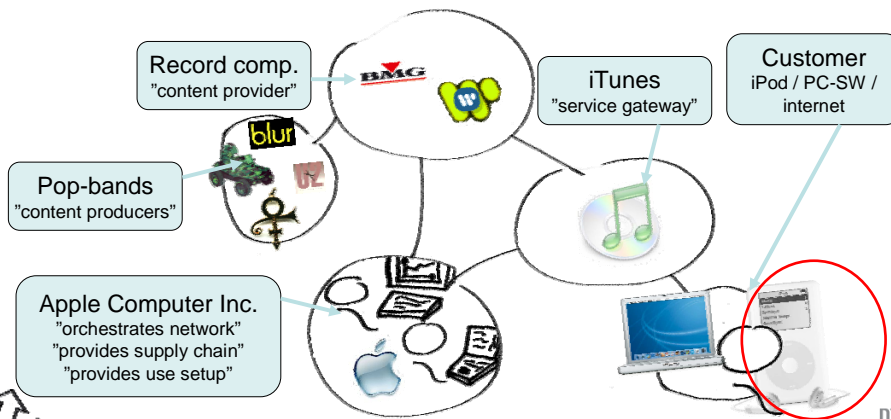 Record comp.
”content provider”
BMG
W
iTunes
”service gateway”
Customer
iPod / PC-SW /
internet
blur
U2
Pop-bands
”content producers”
Apple Computer Inc.
”orchestrates network”
”provides supply chain”
”provides use setup”